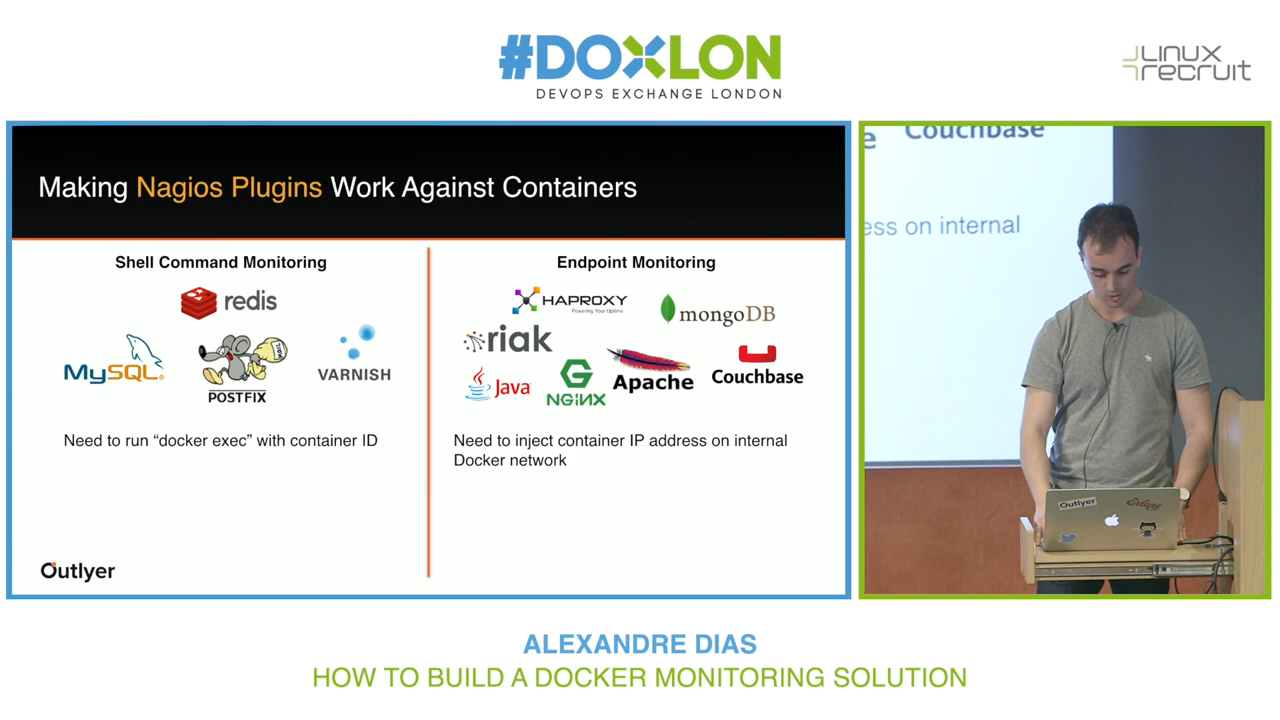 #DOXLON
DEVOPS EXCHANGE LONDON
Linux
recruit
Making Nagios Plugins Work Against Containers
Shell Command Monitoring
redis
MySQL
POSTFIX
VARNISH
Need to run “docker exec” with container ID
Endpoint Monitoring
HAPROXY
Powering Your Uptime
mongoDB
riak
Java
NGINX
Apache
Couchbase
Need to inject container IP address on internal
Docker network
Outlyer
e Couchbase
ess on internal
Outlyer
Erlang
ALEXANDRE DIAS
HOW TO BUILD A DOCKER MONITORING SOLUTION